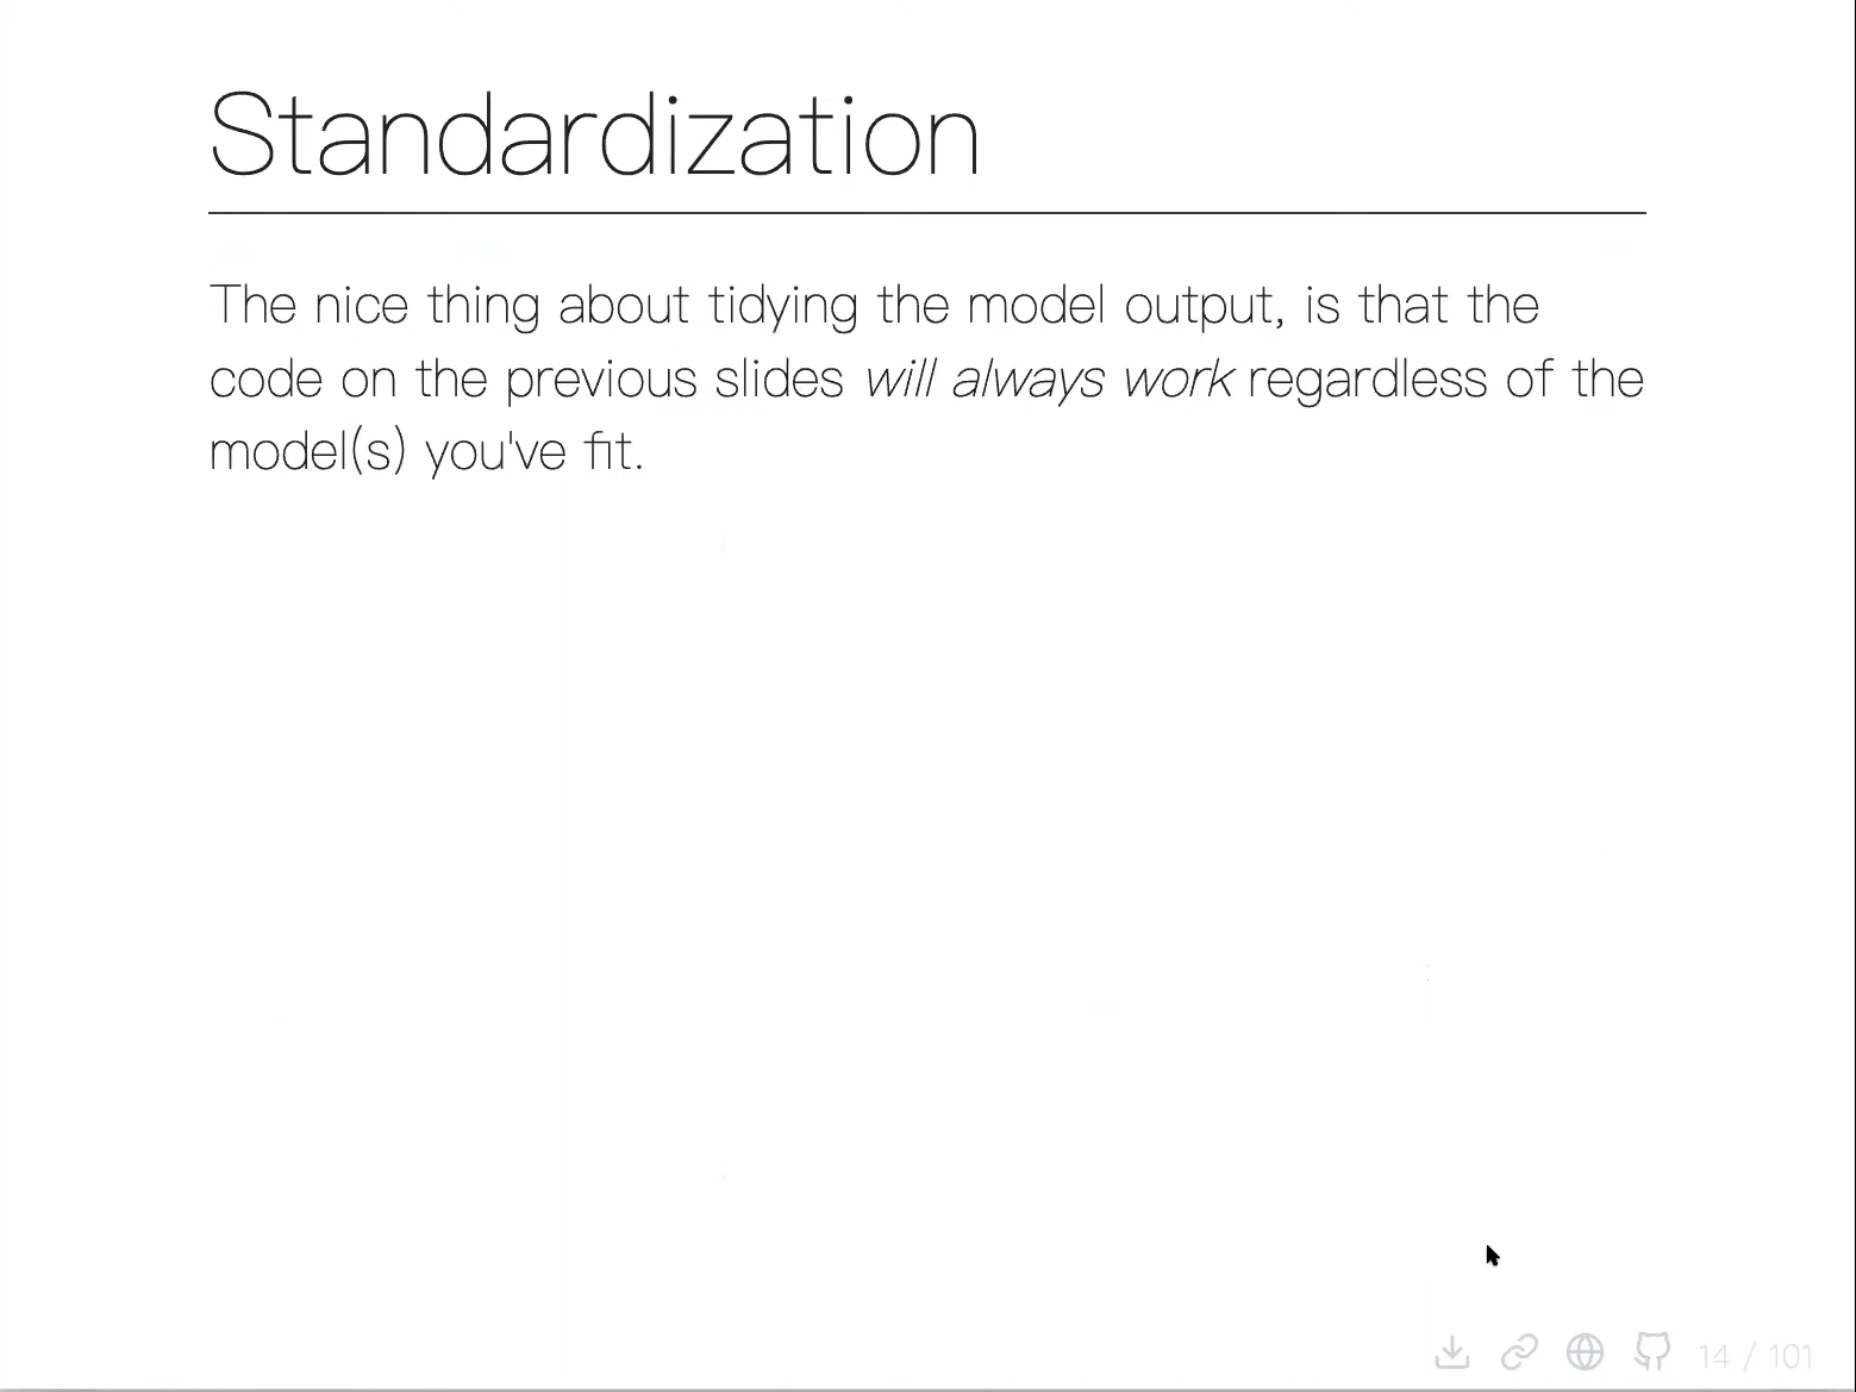 Standardization
The nice thing about tidying the model output, is that the
code on the previous slides will always work regardless of the
model(s) you've fit.
14 / 101